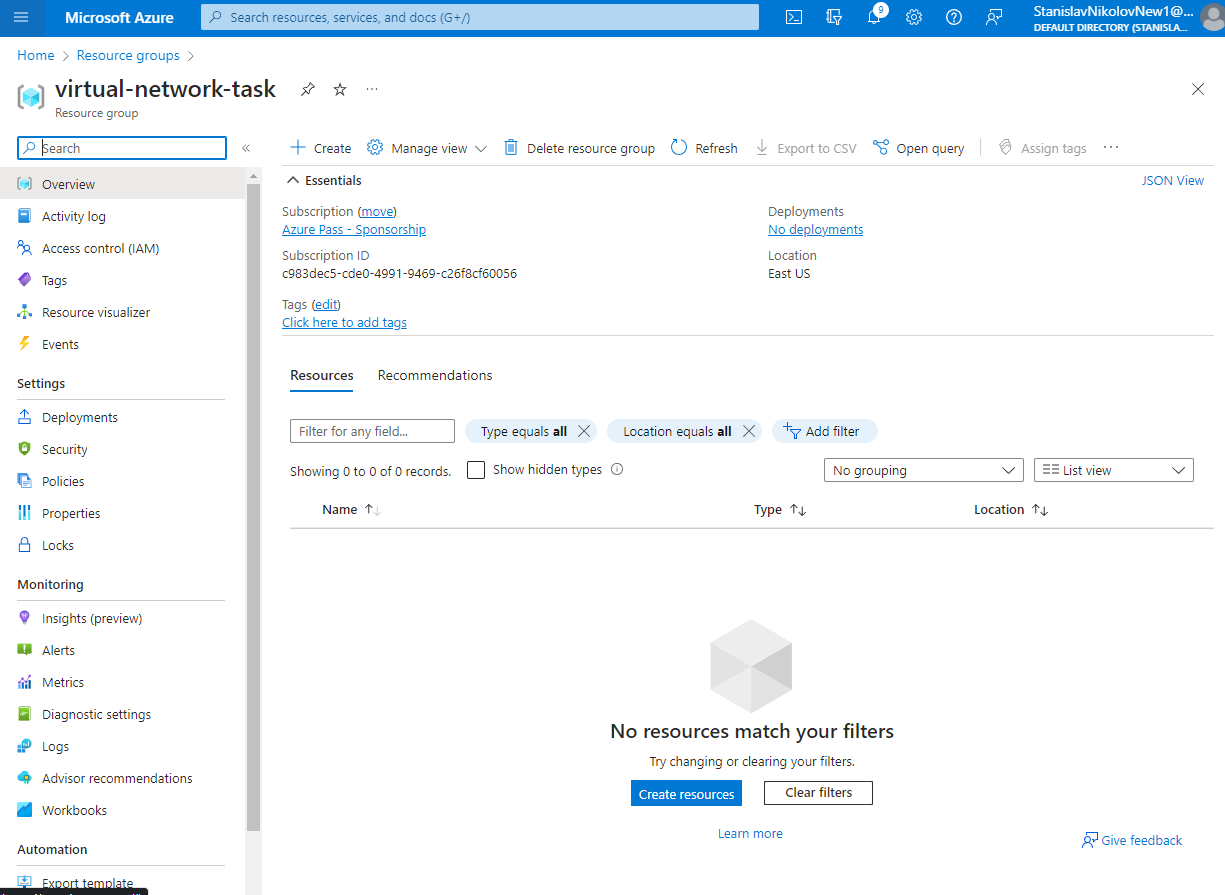 Microsoft Azure
Search resources, services, and docs (G+/)
9
StanislavNikolovNew1@...
DEFAULT DIRECTORY (STANISLA...
Home > Resource groups >
virtual-network-task
...
Resource group
Search
«
Create
Manage view
Delete resource group
Refresh
Export to CSV
Open query
Assign tags
...
Overview
Activity log
Access control (IAM)
Tags
Resource visualizer
Events
Settings
Deployments
Security
Policies
Properties
Locks
Monitoring
Insights (preview)
Alerts
Metrics
Diagnostic settings
Logs
Advisor recommendations
Workbooks
Automation
Export template
Essentials
JSON View
Subscription (move)
Azure Pass - Sponsorship
Subscription ID
c983dec5-cde0-4991-9469-c26f8cf60056
Tags (edit)
Click here to add tags
Deployments
No deployments
Location
East US
Resources
Recommendations
Filter for any field...
Type equals all
Location equals all
Add filter
Showing 0 to 0 of 0 records.
Show hidden types
No grouping
List view
Name ↑↓
Type ↑↓
Location ↑↓
No resources match your filters
Try changing or clearing your filters.
Create resources
Clear filters
Learn more
Give feedback